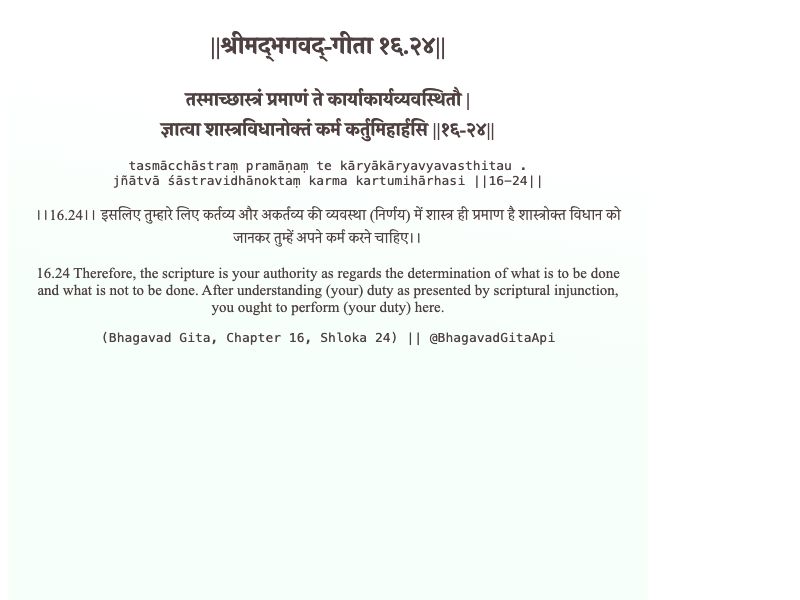 ||श्रीमद्‍भगवद्‍-गीता १६.२४||
तस्माच्छास्त्रं प्रमाणं ते कार्याकार्यव्यवस्थितौ |
ज्ञात्वा शास्त्रविधानोक्तं कर्म कर्तुमिहार्हसि ||१६-२४||
tasmācchāstraṃ pramāṇaṃ te kāryākāryavyavasthitau .
jñātvā śāstravidhānoktaṃ karma kartumihārhasi ||16-24||
।।16.24।। इसलिए तुम्हारे लिए कर्तव्य और अकर्तव्य की व्यवस्था (निर्णय) में शास्त्र ही प्रमाण है शास्त्रोक्त विधान को
जानकर तुम्हें अपने कर्म करने चाहिए।।
16.24 Therefore, the scripture is your authority as regards the determination of what is to be done
and what is not to be done. After understanding (your) duty as presented by scriptural injunction,
you ought to perform (your duty) here.
(Bhagavad Gita, Chapter 16, Shloka 24) || @BhagavadGitaApi